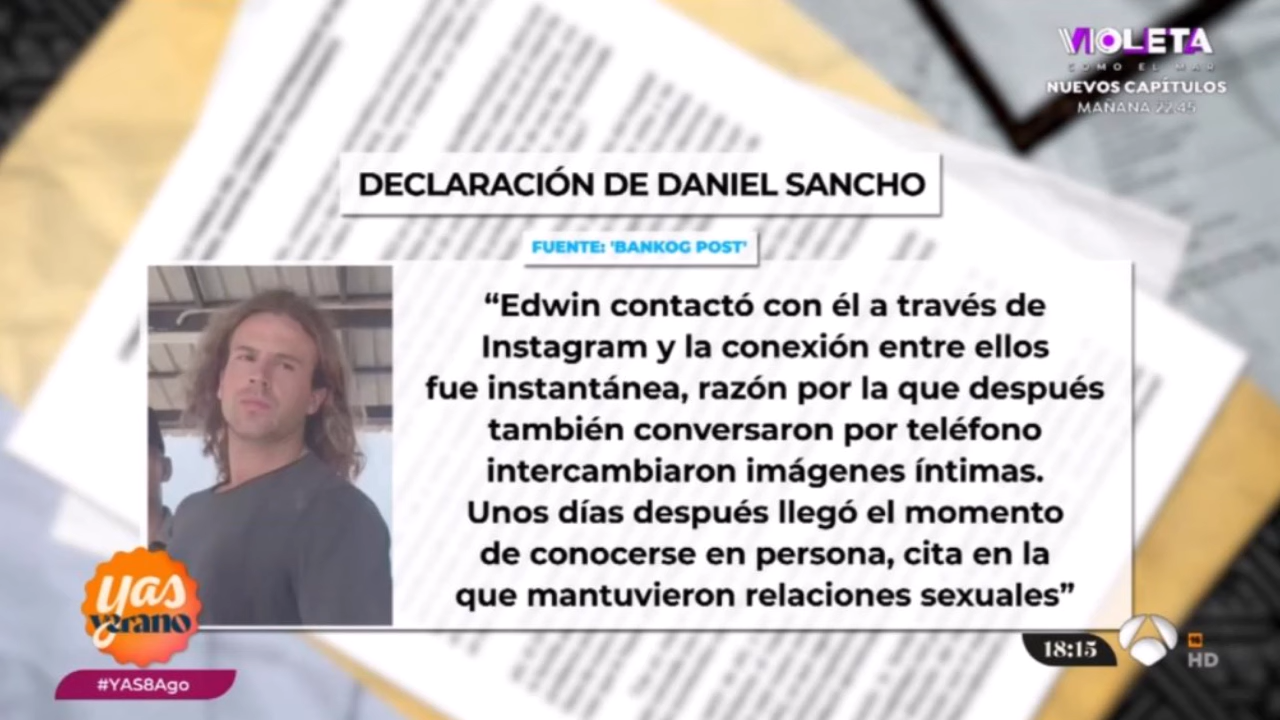 VIOLETA
COMO EL MAR
NUEVOS CAPÍTULOS
MAÑANA 22:45
DECLARACIÓN DE DANIEL SANCHO
FUENTE: 'BANKOG POST'
“Edwin contactó con él a través de
Instagram y la conexión entre ellos
fue instantánea, razón por la que después
también conversaron por teléfono
intercambiaron imágenes íntimas.
Unos días después llegó el momento
de conocerse en persona, cita en la
que mantuvieron relaciones sexuales”
yas
verano
18:15
16
HD
#YAS8Ago